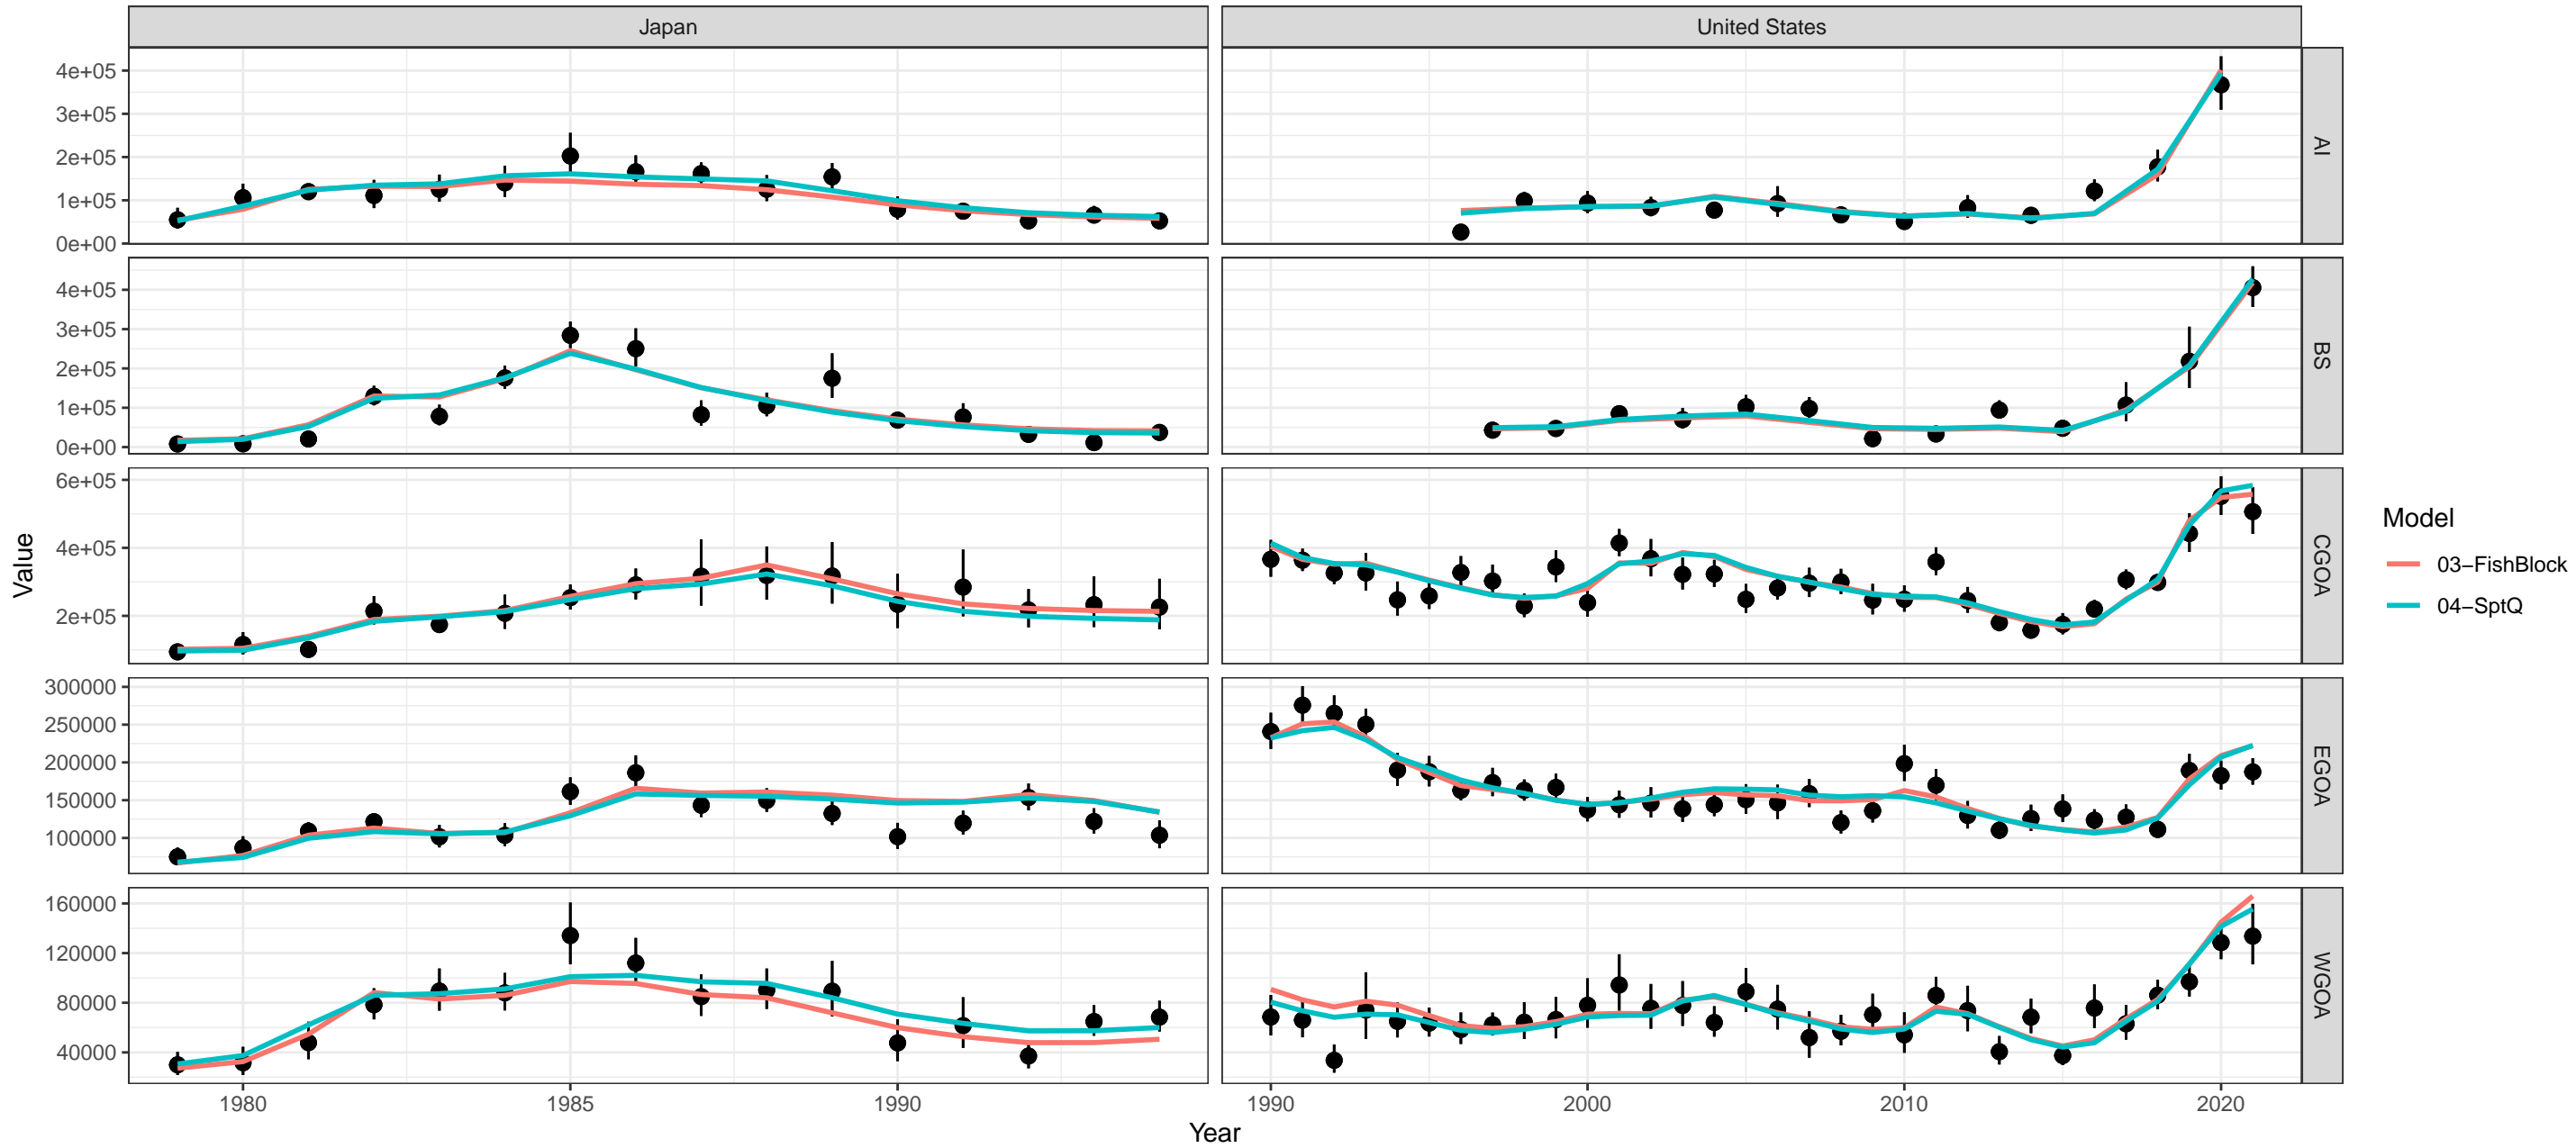 Japan
United States
4e+05
3e+05
2e+05
1e+05
0e+00
AI
4e+05
3e+05
2e+05
1e+05
0e+00
BS
6e+05
4e+05
2e+05
CGOA
300000
250000
200000
150000
100000
EGOA
160000
120000
80000
40000
WGOA
1980
1985
1990
1990
2000
2010
2020
Year
Value
Model
03−FishBlock
04−SptQ